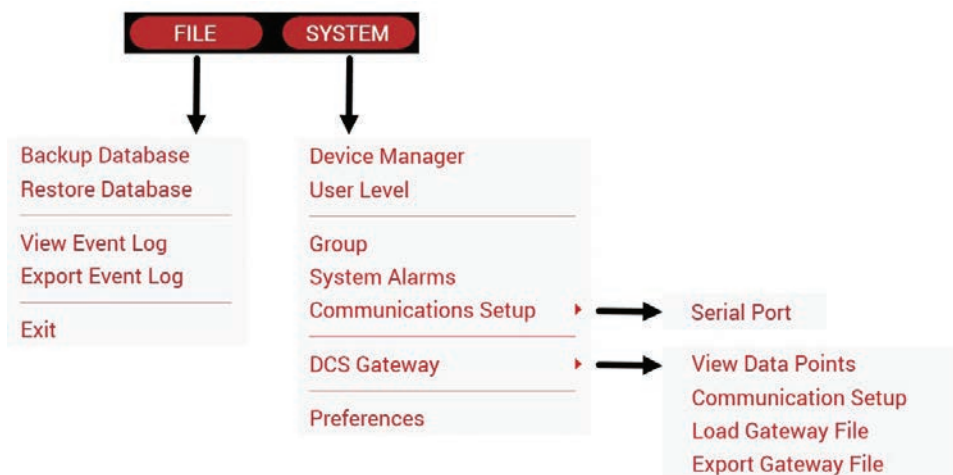 FILE
SYSTEM
Backup Database
Restore Database
View Event Log
Export Event Log
Exit
Device Manager
User Level
Group
System Alarms
Communications Setup
DCS Gateway
Preferences
Serial Port
View Data Points
Communication Setup
Load Gateway File
Export Gateway File